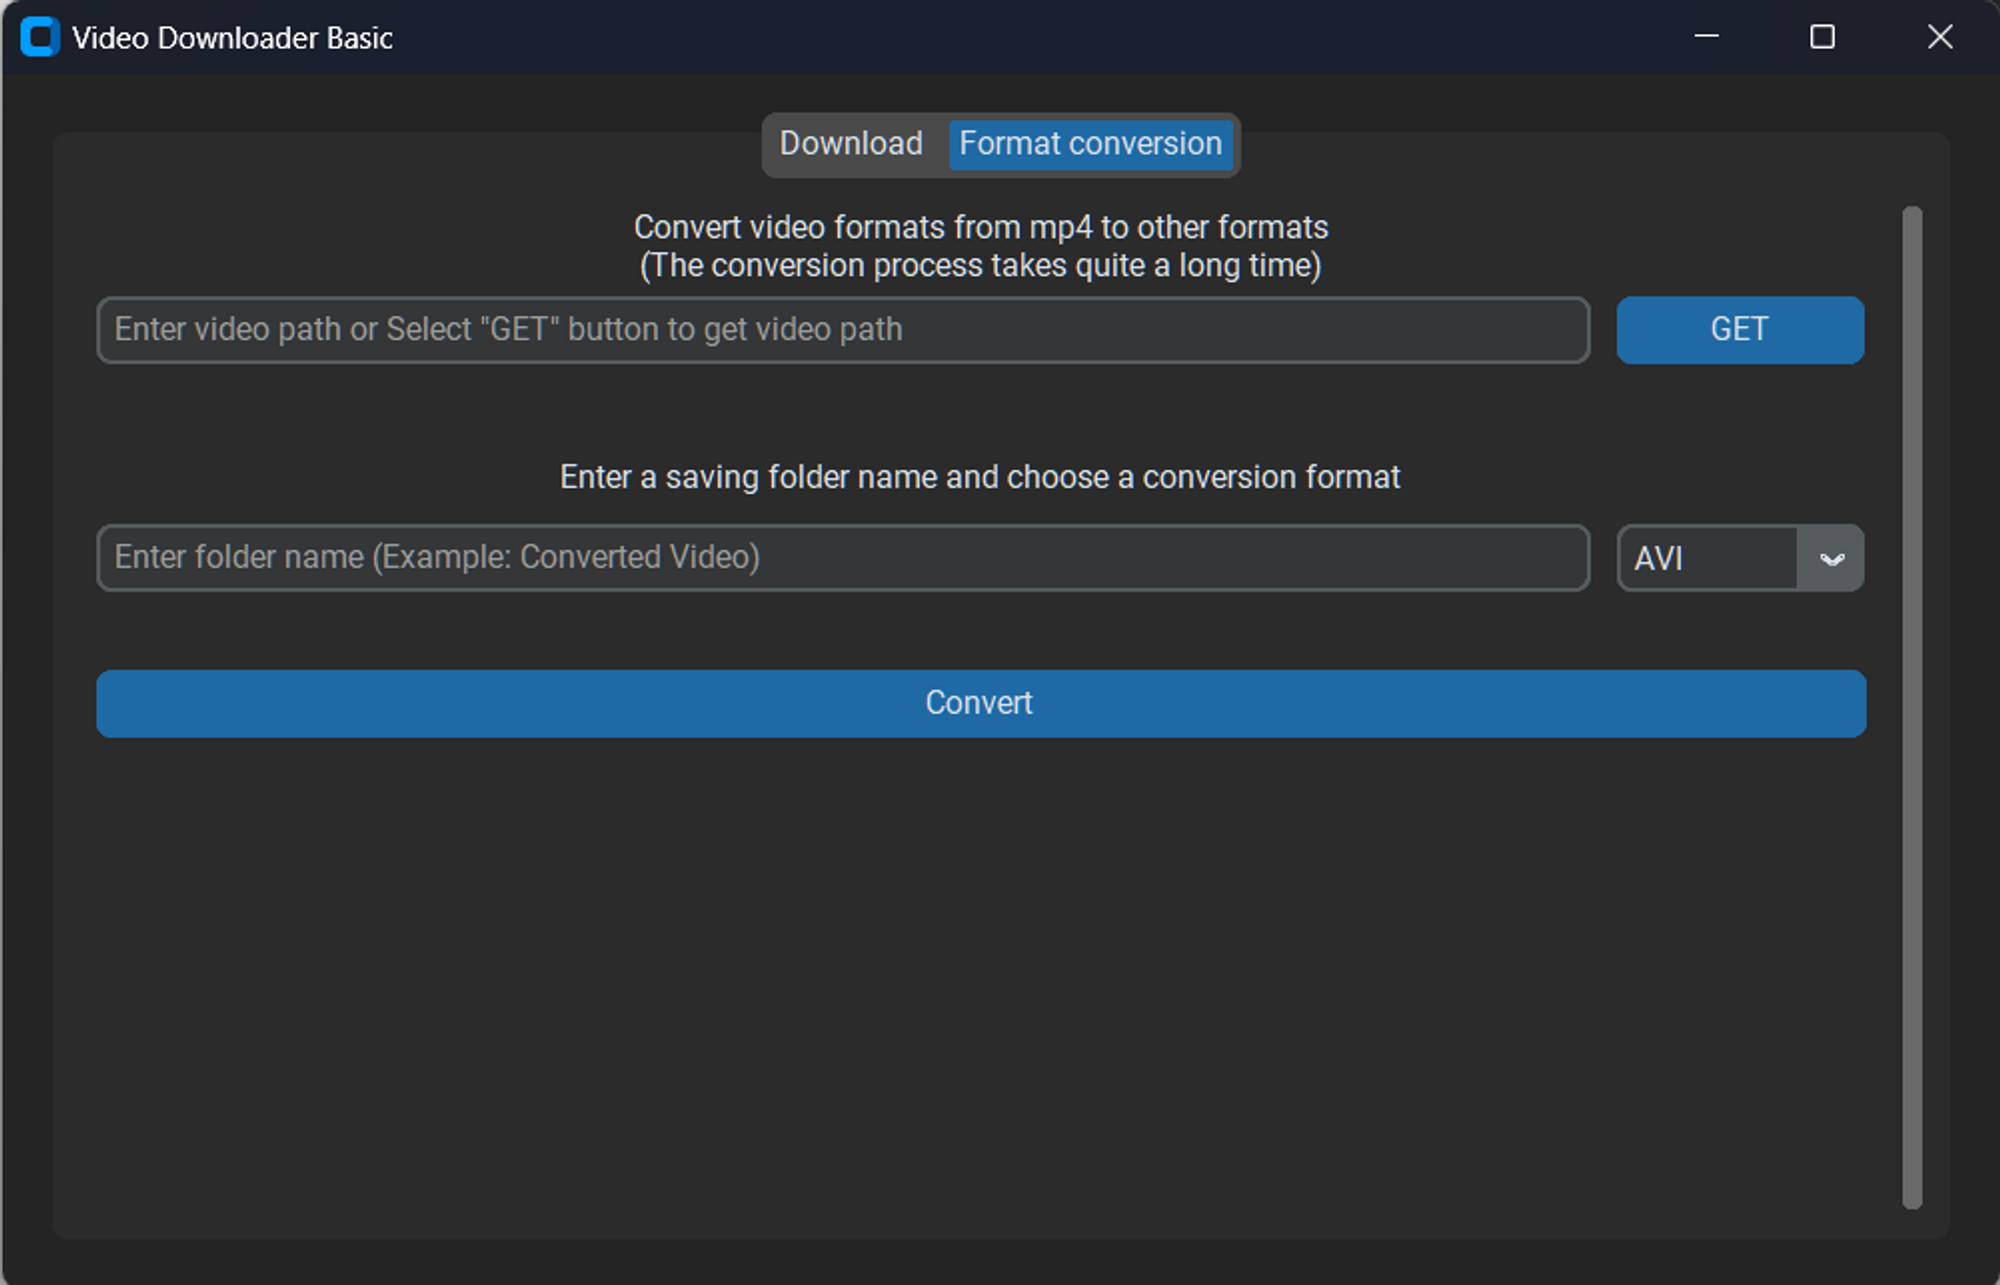 Video Downloader Basic
Download
Format conversion
Convert video formats from mp4 to other formats
(The conversion process takes quite a long time)
Enter video path or Select "GET" button to get video path
GET
Enter a saving folder name and choose a conversion format
Enter folder name (Example: Converted Video)
AVI
Convert